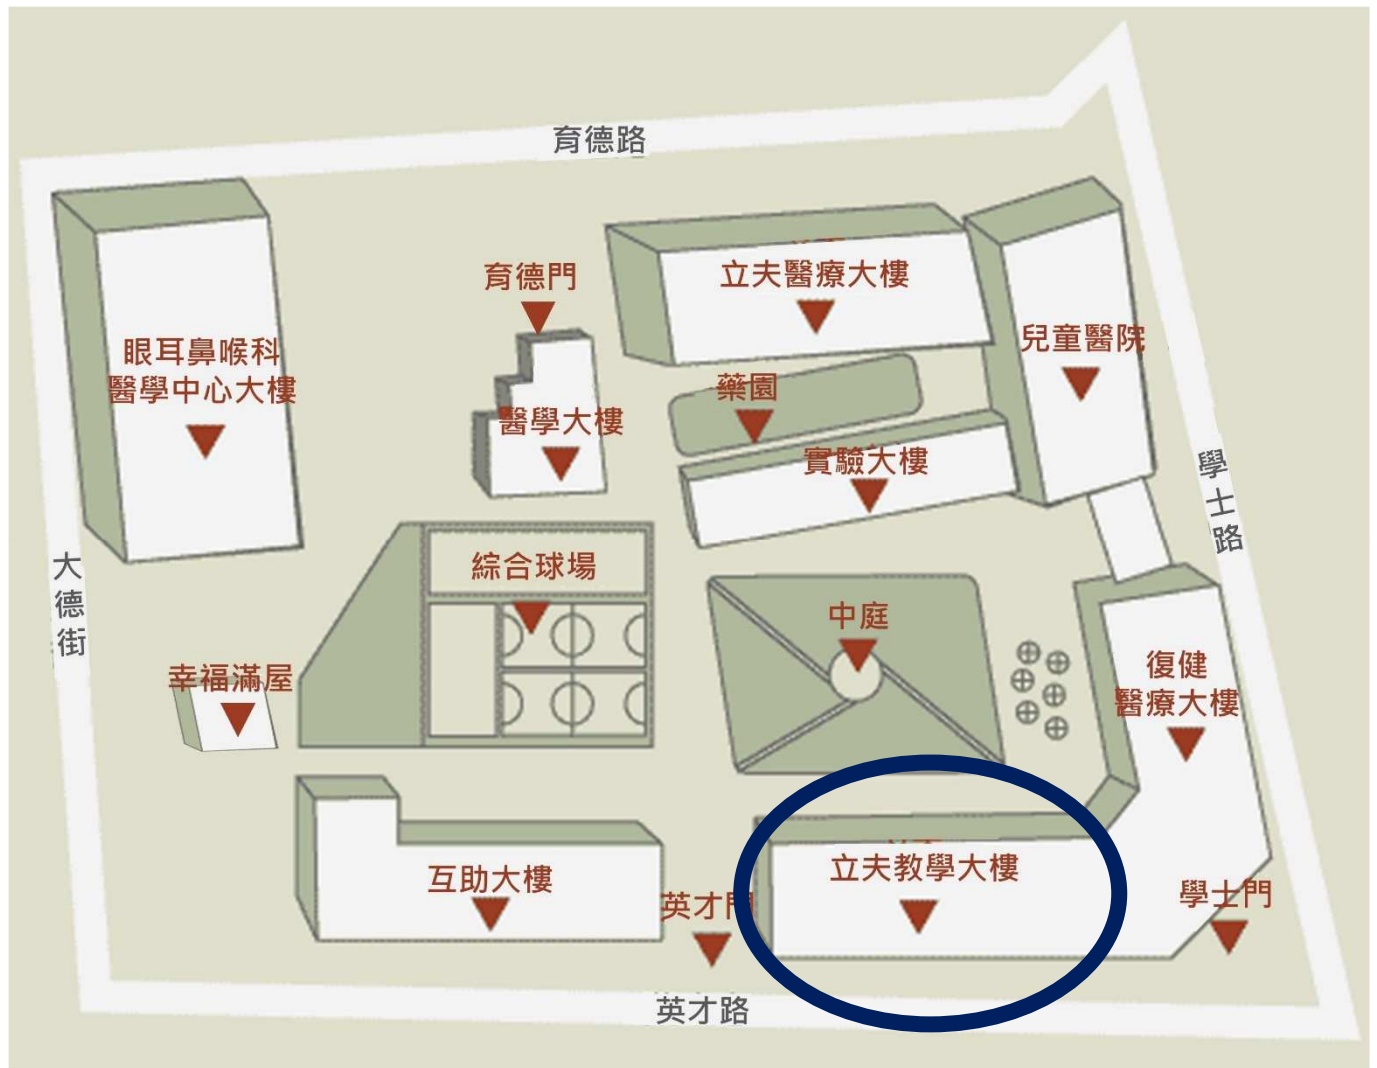 育德路
育德門
立夫醫療大樓
眼耳鼻喉科
醫學中心大樓
兒童醫院
藥園
醫學大樓
實驗大樓
學士路
綜合球場
大德街
中庭
幸福滿屋
復健
醫療大樓
立夫教學大樓
互助大樓
英才門
學士門
英才路